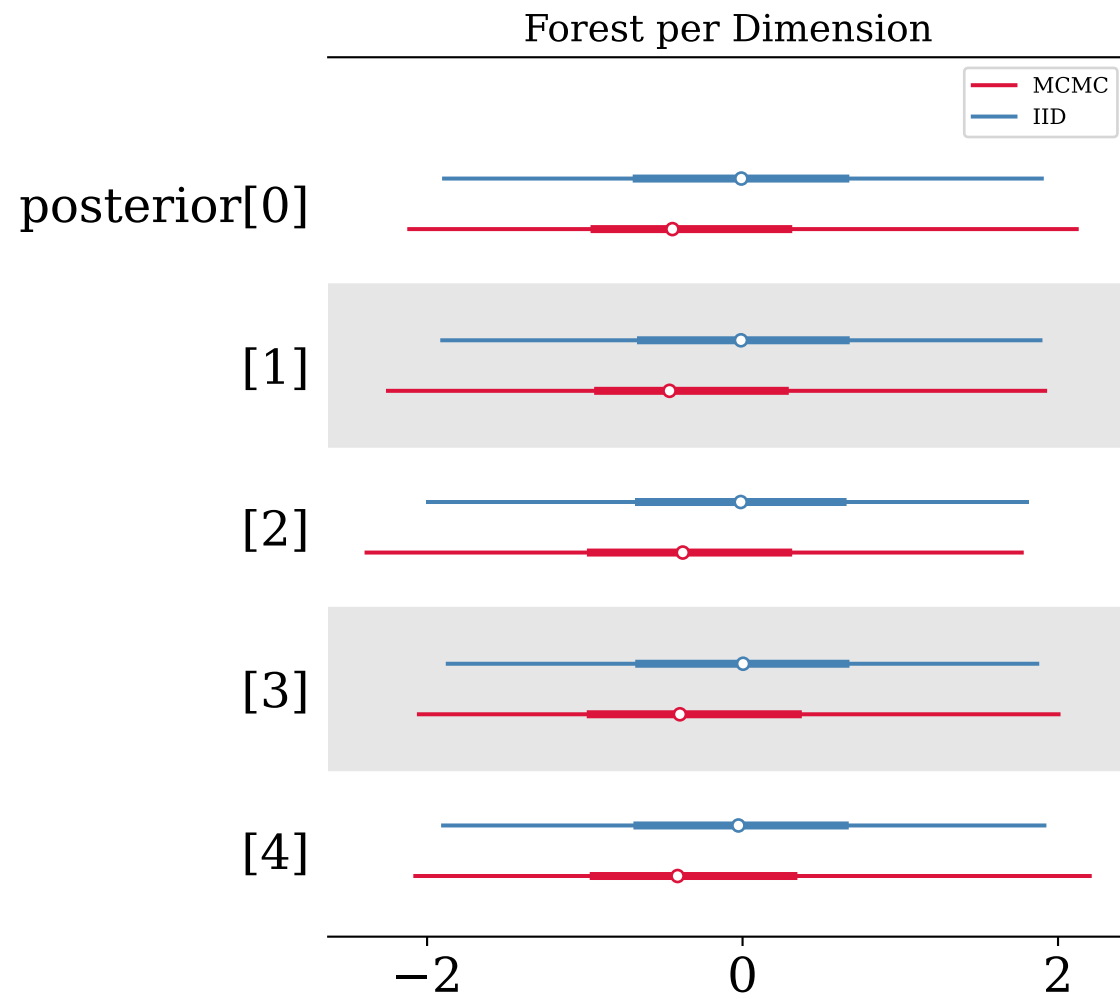 Forest per Dimension
MCMC
IID
posterior[0]
[1]
[2]
[3]
[4]
−2 0 2